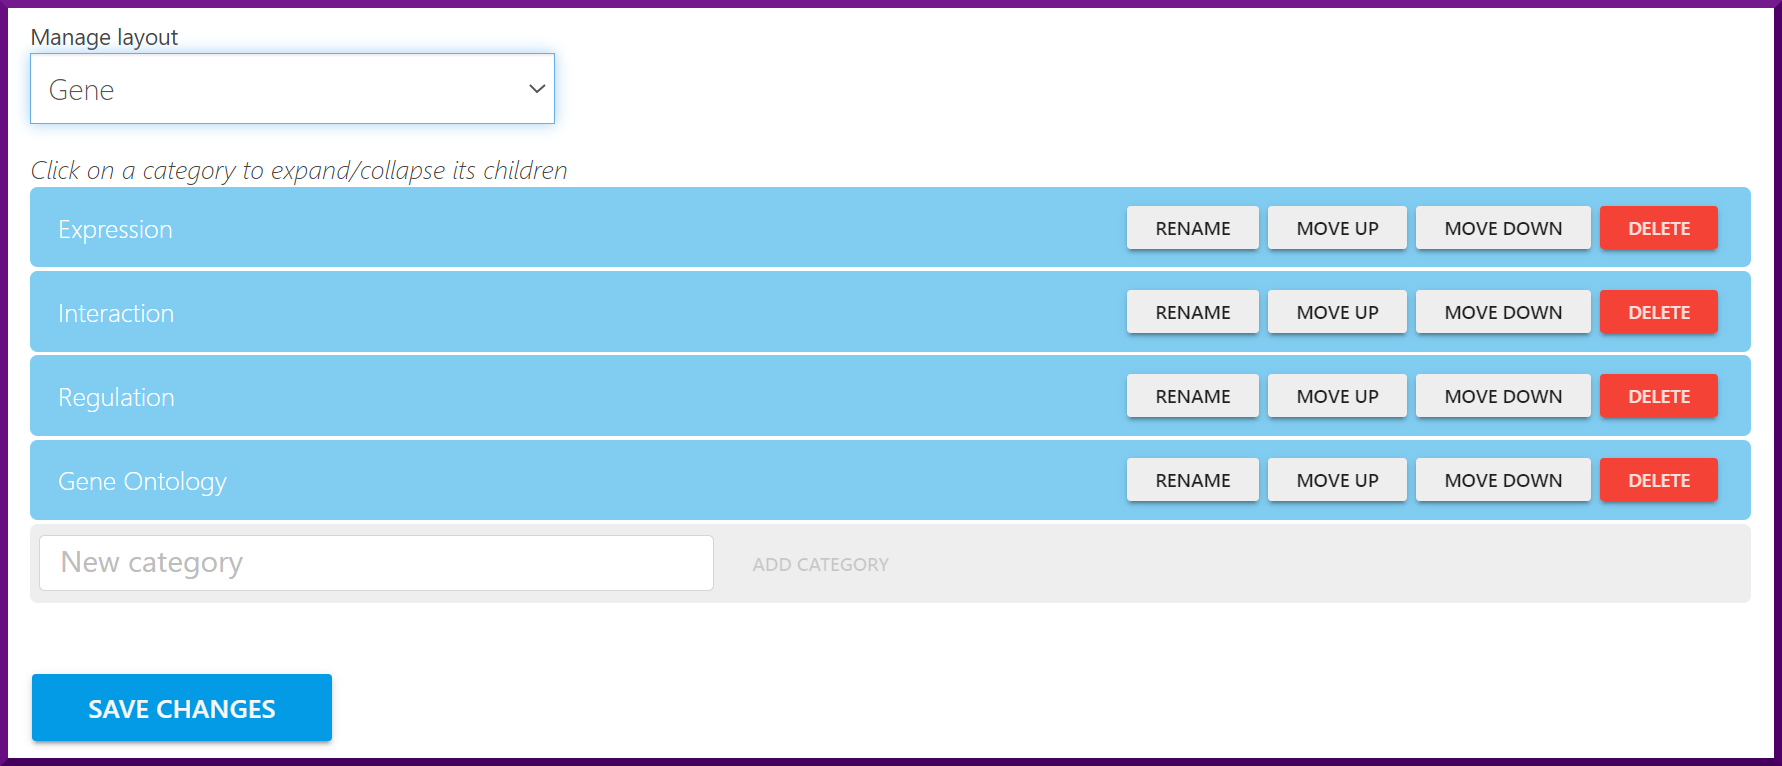 Manage layout
Gene
Click on a category to expand/collapse its children
Expression RENAME MOVE UP MOVE DOWN DELETE
Interaction RENAME MOVE UP MOVE DOWN DELETE
Regulation RENAME MOVE UP MOVE DOWN DELETE
Gene Ontology RENAME MOVE UP MOVE DOWN DELETE
New category ADD CATEGORY
SAVE CHANGES